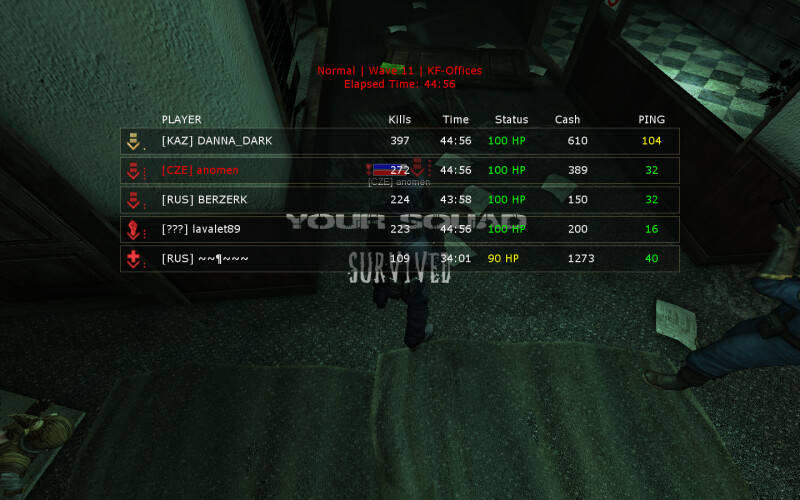 Normal | Wave 11 | KF-Offices
Elapsed Time: 44:56
PLAYER Kills Time Status Cash PING
[KAZ] DANNA_DARK 397 44:56 100 HP 610 104
[CZE] anomen 272 44:56 100 HP 389 32
[CZE] anomen
[RUS] BERZERK 224 43:58 100 HP 150 32
YOUR SQUAD
[???] lavalet89 223 44:56 100 HP 200 16
[RUS] ~~¶~~~ 109 34:01 90 HP 1273 40
SURVIVED